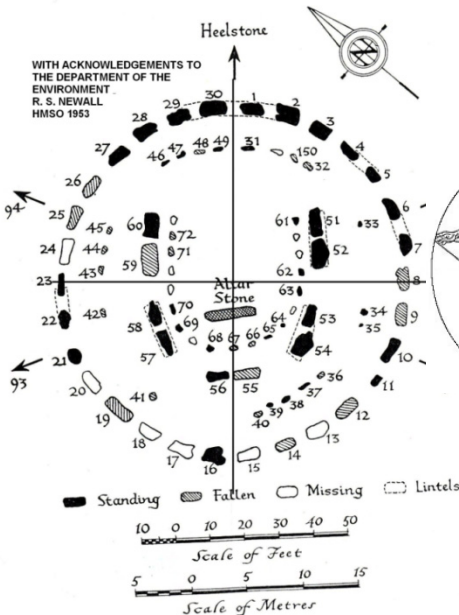 Heelstone
WITH ACKNOWLEDGEMENTS TO
THE DEPARTMENT OF THE
ENVIRONMENT
R. S. NEWALL
HMSO 1953
N
29 30 1 2
28 3
27 46 47 48 49 31 150 32 4
26 5
94 25 45 60 72 61 51 33 6
24 44 59 71 52 7
23 43 62 8
Altar
Stone
22 42 58 70 63 53 34 9
69 64 35
21 57 68 67 66 65 54 10
93 20 56 55 36 11
19 41 37 12
18 40 39 38 13
17 16 15 14
Standing Fallen Missing Lintels
10 0 10 20 30 40 50
Scale of Feet
5 0 5 10 15
Scale of Metres